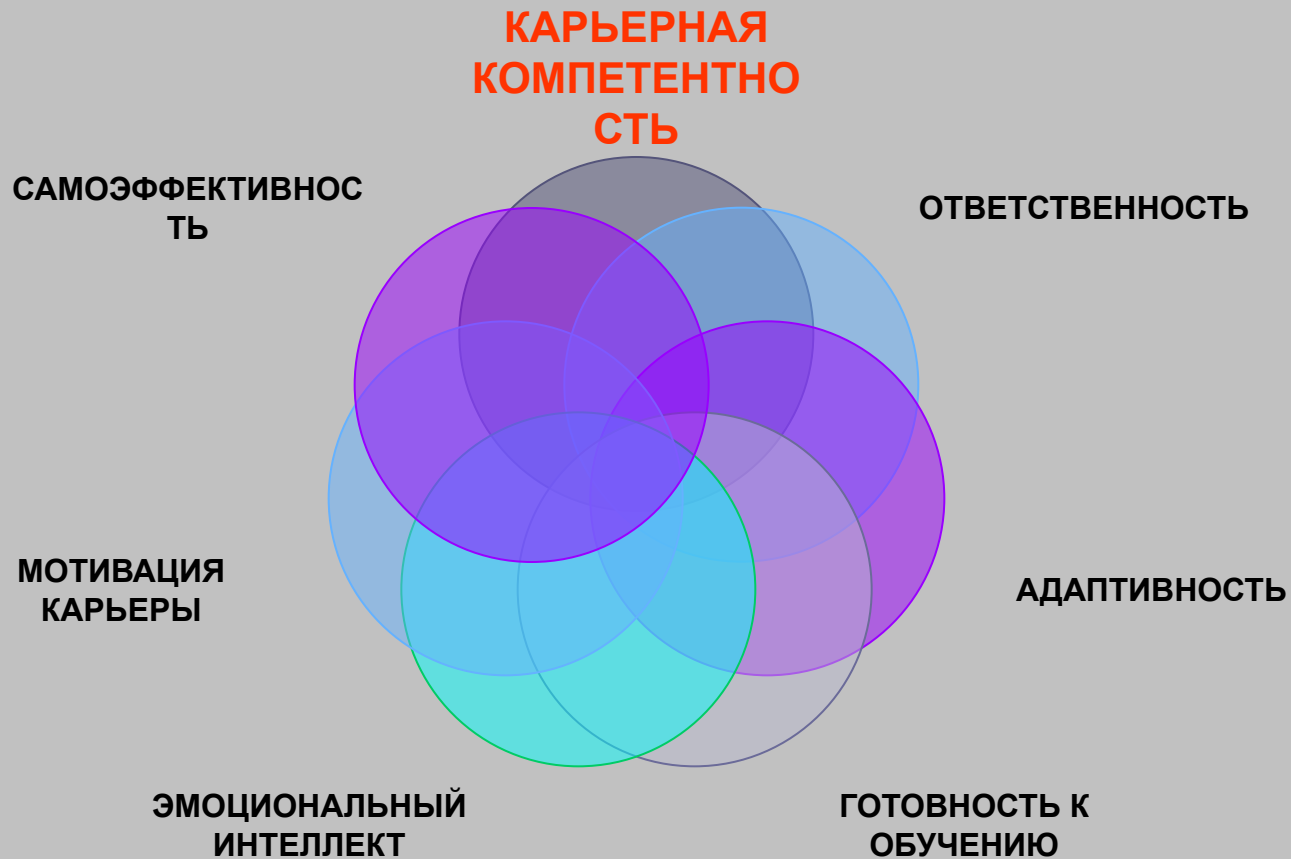 КАРЬЕРНАЯ
КОМПЕТЕНТНО
СТЬ
САМОЭФФЕКТИВНОС
ТЬ
ОТВЕТСТВЕННОСТЬ
МОТИВАЦИЯ
КАРЬЕРЫ
АДАПТИВНОСТЬ
ЭМОЦИОНАЛЬНЫЙ
ИНТЕЛЛЕКТ
ГОТОВНОСТЬ К
ОБУЧЕНИЮ